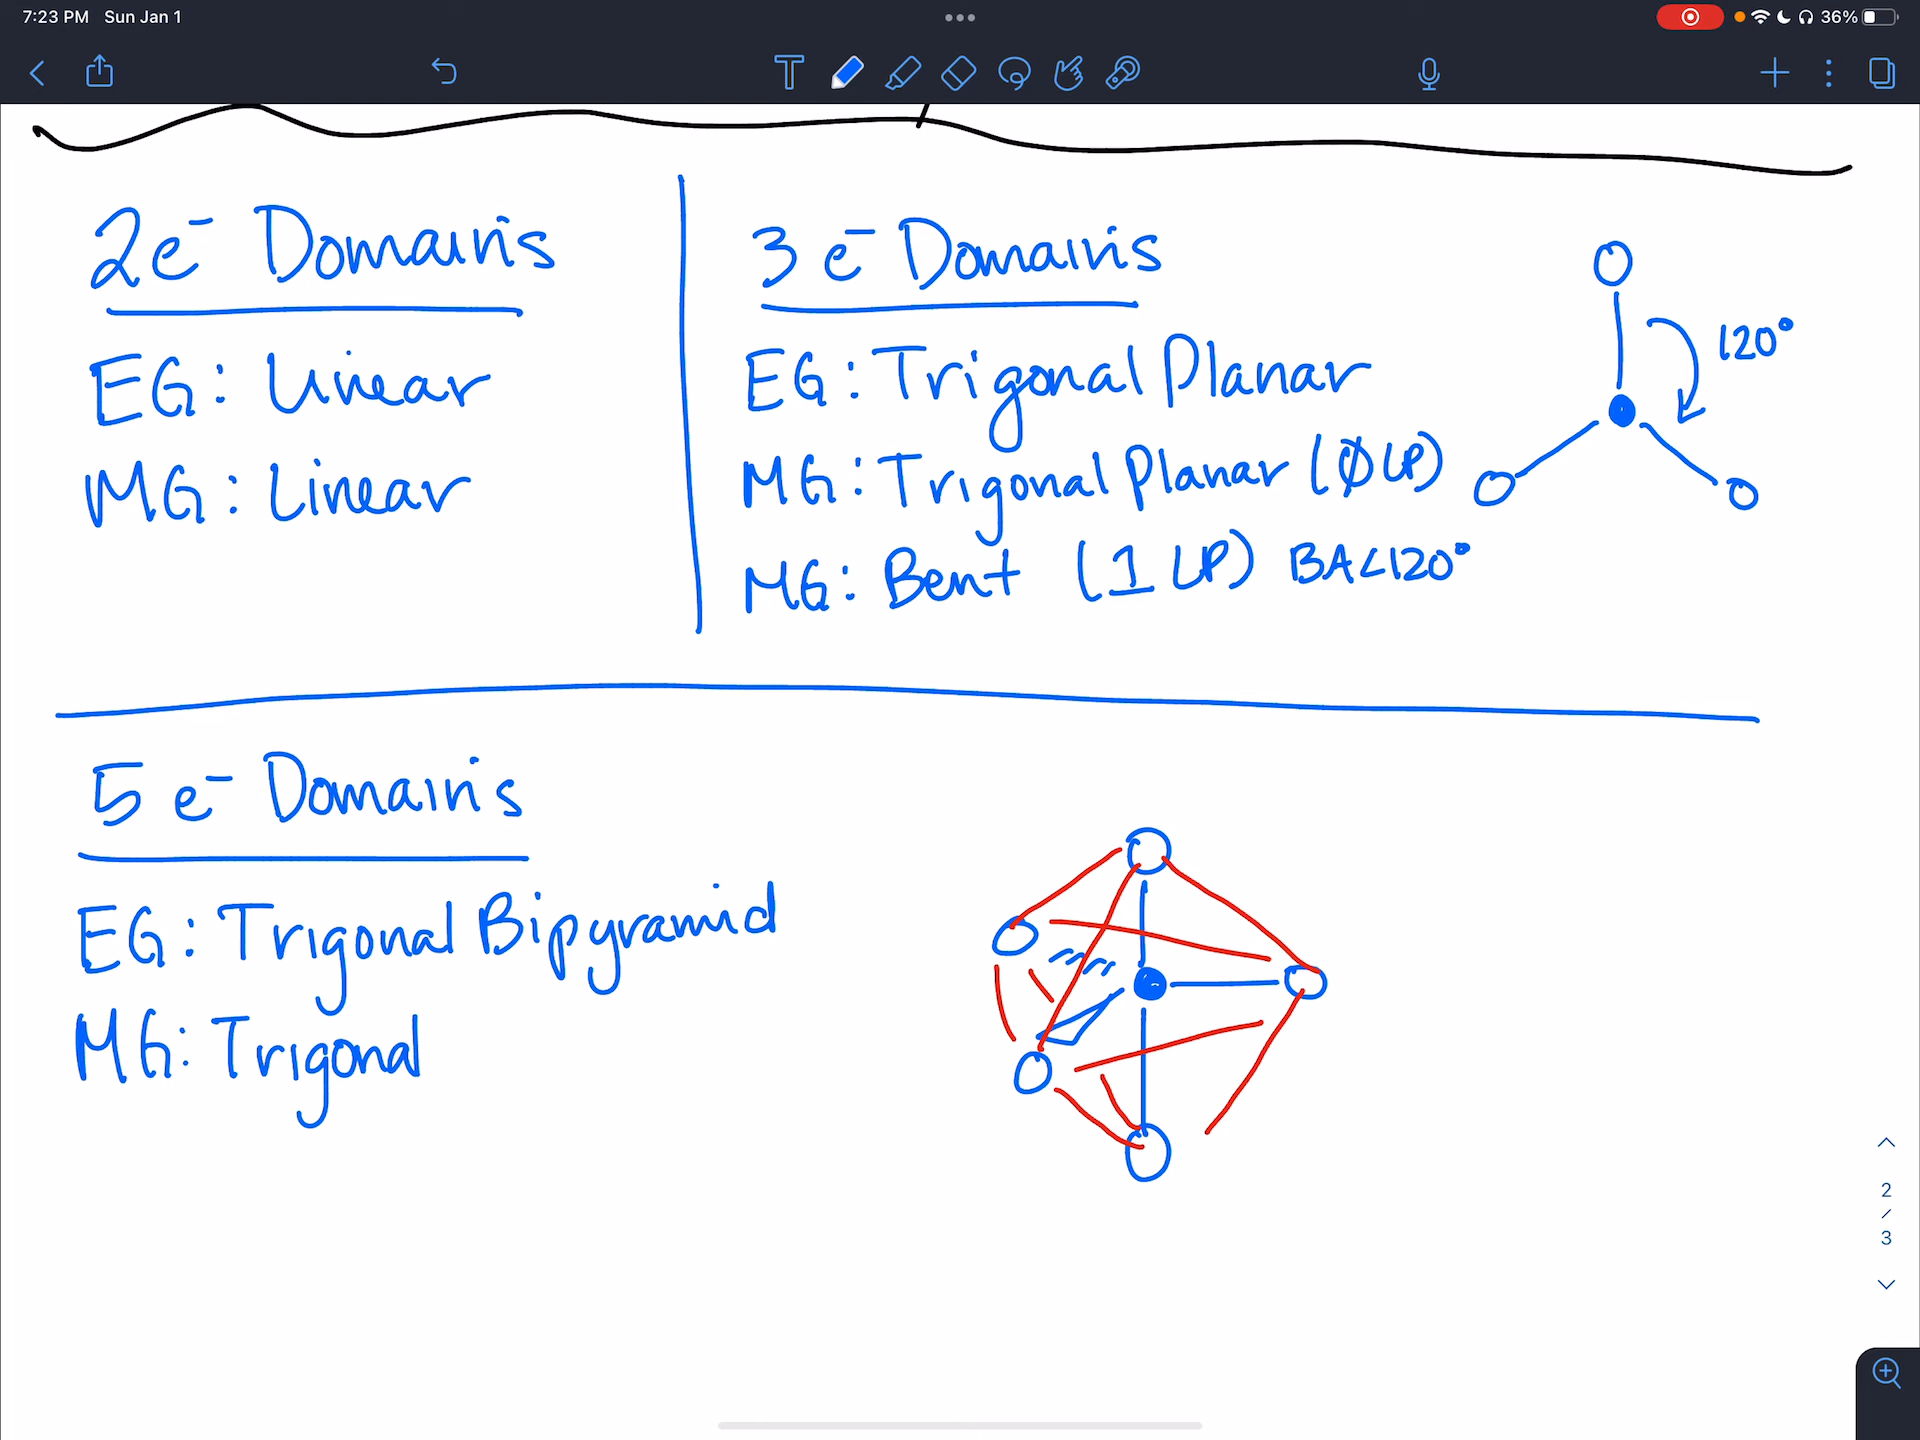 7:23 PM Sun Jan 1
36%
2e⁻ Domains
EG: Linear
MG: Linear
3 e⁻ Domains
EG: Trigonal Planar
MG: Trigonal Planar (Ø LP)
MG: Bent (1 LP) BA<120°
120°
5 e⁻ Domains
EG: Trigonal Bipyramid
MG: Trigonal
2
/
3